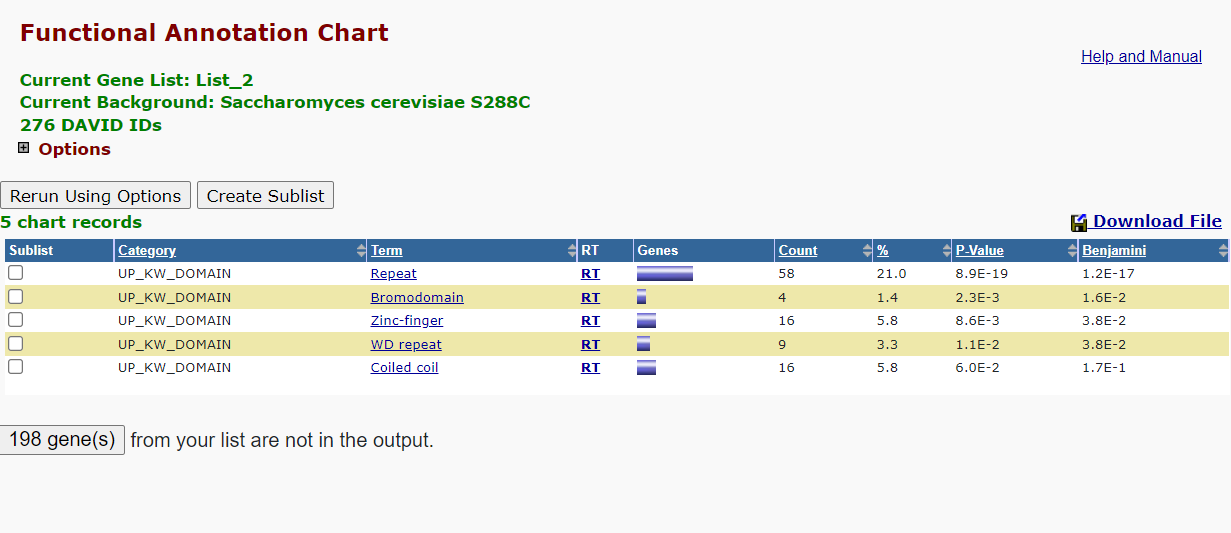 Functional Annotation Chart
Help and Manual
Current Gene List: List_2
Current Background: Saccharomyces cerevisiae S288C
276 DAVID IDs
Options
Rerun Using Options Create Sublist
5 chart records Download File
Sublist Category Term RT Genes Count % P-Value Benjamini
UP_KW_DOMAIN Repeat RT 58 21.0 8.9E-19 1.2E-17
UP_KW_DOMAIN Bromodomain RT 4 1.4 2.3E-3 1.6E-2
UP_KW_DOMAIN Zinc-finger RT 16 5.8 8.6E-3 3.8E-2
UP_KW_DOMAIN WD repeat RT 9 3.3 1.1E-2 3.8E-2
UP_KW_DOMAIN Coiled coil RT 16 5.8 6.0E-2 1.7E-1
198 gene(s) from your list are not in the output.